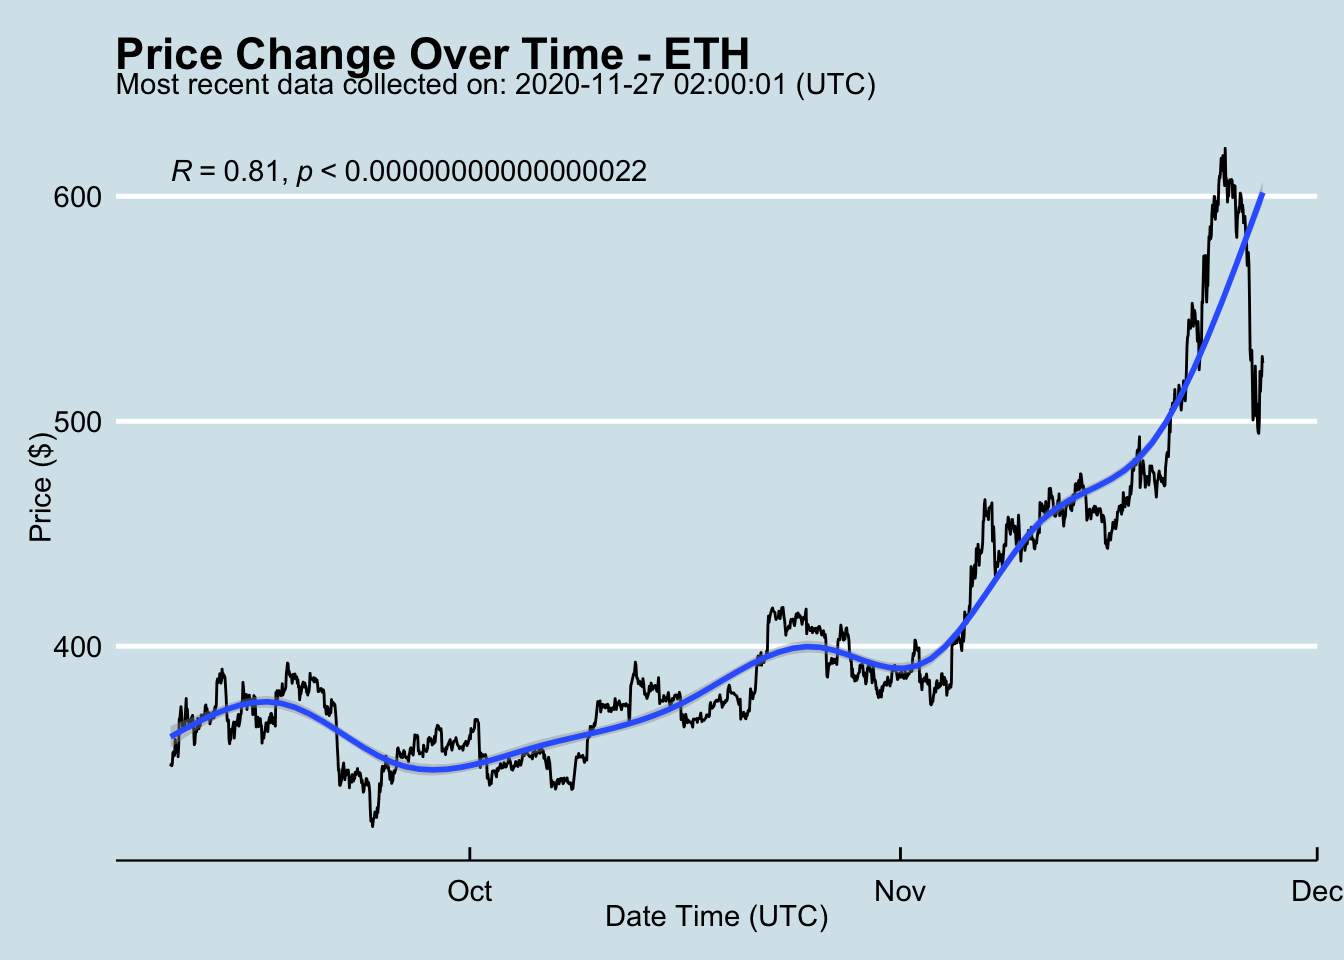 Price Change Over Time - ETH
Most recent data collected on: 2020-11-27 02:00:01 (UTC)
R = 0.81, p < 0.00000000000000022
600
500
400
Price ($)
Oct
Nov
Dec
Date Time (UTC)